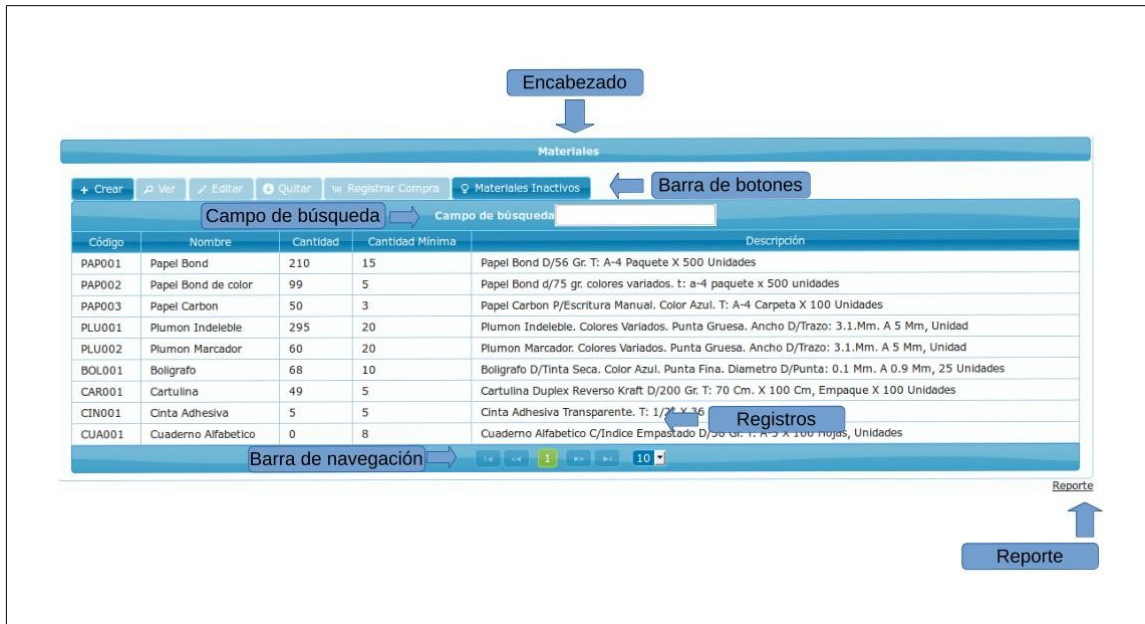 Encabezado
Materiales
+ Crear Ver Editar Quitar Registrar Compra Materiales Inactivos Barra de botones
Campo de búsqueda Campo de búsqueda
Código Nombre Cantidad Cantidad Mínima Descripción
PAP001 Papel Bond 210 15 Papel Bond D/56 Gr. T: A-4 Paquete X 500 Unidades
PAP002 Papel Bond de color 99 5 Papel Bond d/75 gr. colores variados. t: a-4 paquete x 500 unidades
PAP003 Papel Carbon 50 3 Papel Carbon P/Escritura Manual. Color Azul. T: A-4 Carpeta X 100 Unidades
PLU001 Plumon Indeleble 295 20 Plumon Indeleble. Colores Variados. Punta Gruesa. Ancho D/Trazo: 3.1.Mm. A 5 Mm, Unidad
PLU002 Plumon Marcador 60 20 Plumon Marcador. Colores Variados. Punta Gruesa. Ancho D/Trazo: 3.1.Mm. A 5 Mm, Unidad
BOL001 Boligrafo 68 10 Boligrafo D/Tinta Seca. Color Azul. Punta Fina. Diametro D/Punta: 0.1 Mm. A 0.9 Mm, 25 Unidades
CAR001 Cartulina 49 5 Cartulina Duplex Reverso Kraft D/200 Gr. T: 70 Cm. X 100 Cm, Empaque X 100 Unidades
CIN001 Cinta Adhesiva 5 5 Cinta Adhesiva Transparente. T: X 36
Registros
CUA001 Cuaderno Alfabetico 0 8 Cuaderno Alfabetico C/Indice Empastado Unidades
Barra de navegación 1 10
Reporte
Reporte